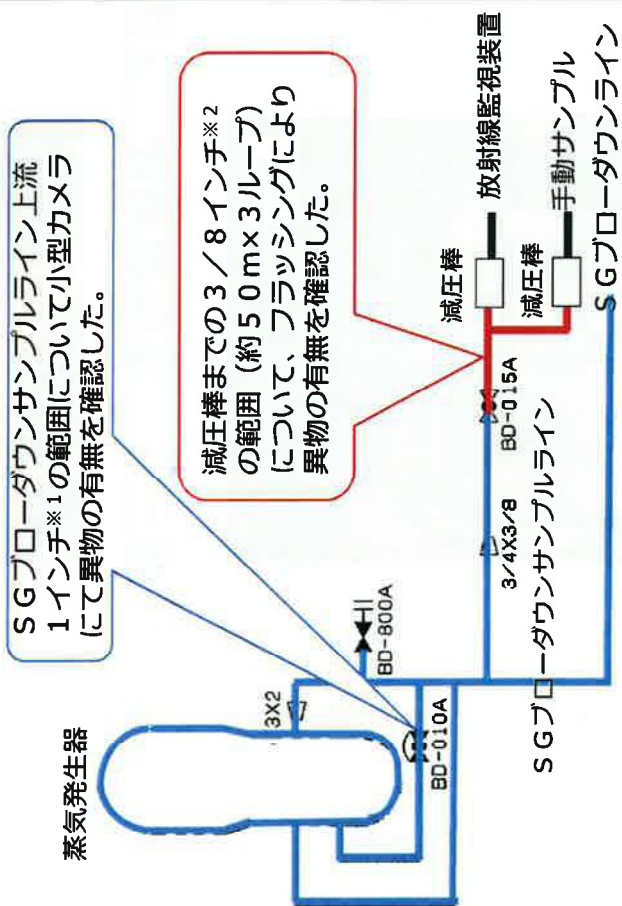 SGブローダウンサンプルライン上流
1インチ※1の範囲について小型カメラ
にて異物の有無を確認した。
減圧棒までの3/8インチ※2
の範囲(約50m×3ループ)
について、フラッシングにより
異物の有無を確認した。
蒸気発生器
3X2
BD-800A
BD-010A
3/4X3/8
BD-015A
SGブローダウンサンプルライン
減圧棒
放射線監視装置
減圧棒
手動サンプル
SGブローダウンライン